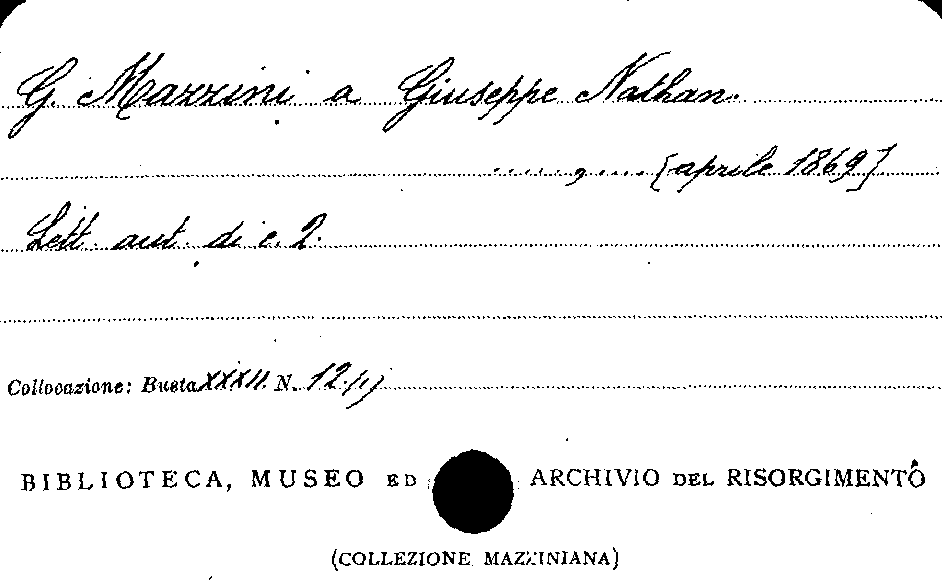 G. Mazzini a Giuseppe Nathan.
....., .... [aprile 1869]
Lett. aut. di c. 2.
Collocazione: Busta XXXII N. 12/1)
BIBLIOTECA, MUSEO ED ARCHIVIO DEL RISORGIMENTO
(COLLEZIONE MAZZINIANA)